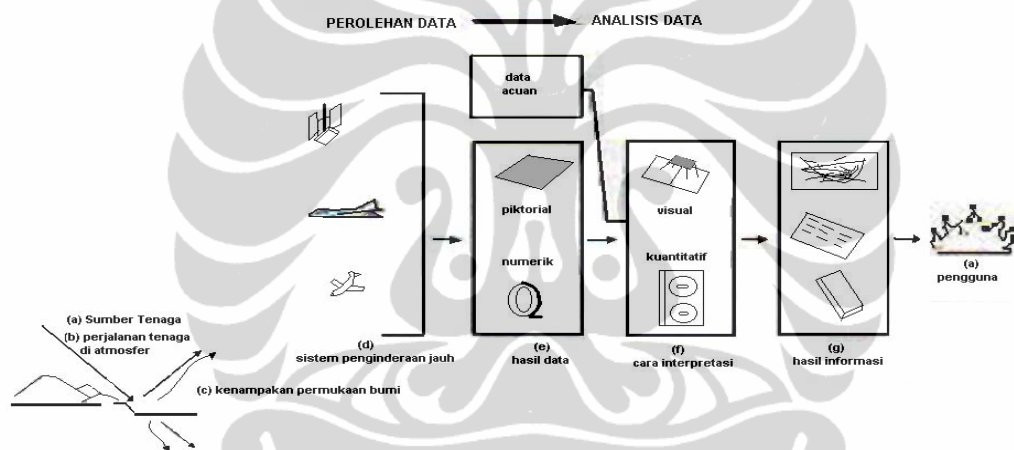 PEROLEHAN DATA
ANALISIS DATA
data
acuan
piktorial
numerik
visual
kuantitatif
(a)
pengguna
(a) Sumber Tenaga
(b) perjalanan tenaga
di atmosfer
(c) kenampakan permukaan bumi
(d)
sistem penginderaan jauh
(e)
hasil data
(f)
cara interpretasi
(g)
hasil informasi